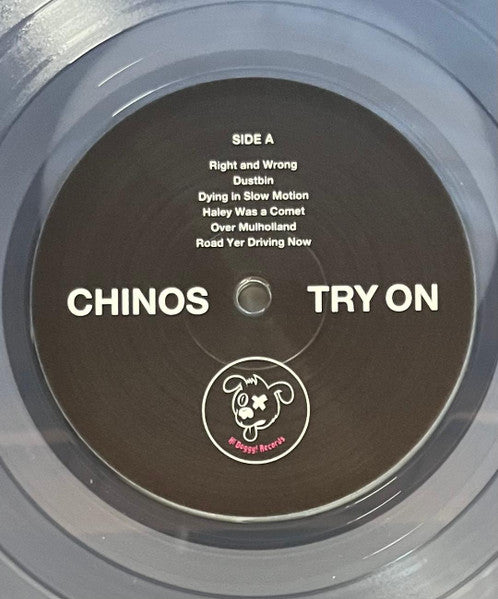 SIDE A
Right and Wrong
Dustbin
Dying in Slow Motion
Haley Was a Comet
Over Mulholland
Road Yer Driving Now
CHINOS TRY ON
Hi Doggy! Records